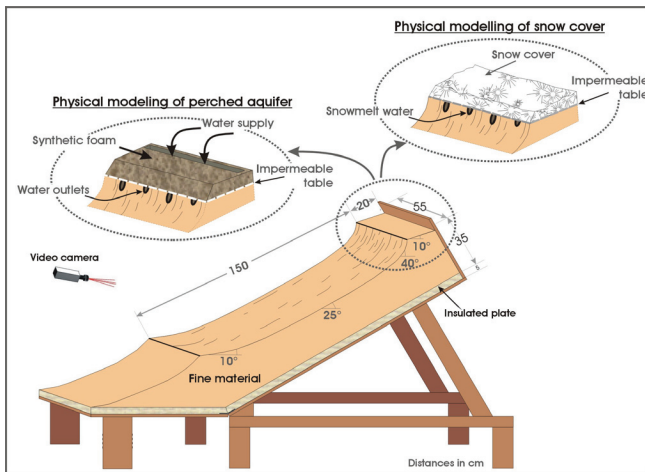 Physical modelling of snow cover
Snow cover
Impermeable
table
Snowmelt water
Physical modeling of perched aquifer
Water supply
Synthetic foam
Impermeable
table
Water outlets
20
55
10°
35
40°
5
150
Video camera
25°
Insulated plate
10°
Fine material
Distances in cm